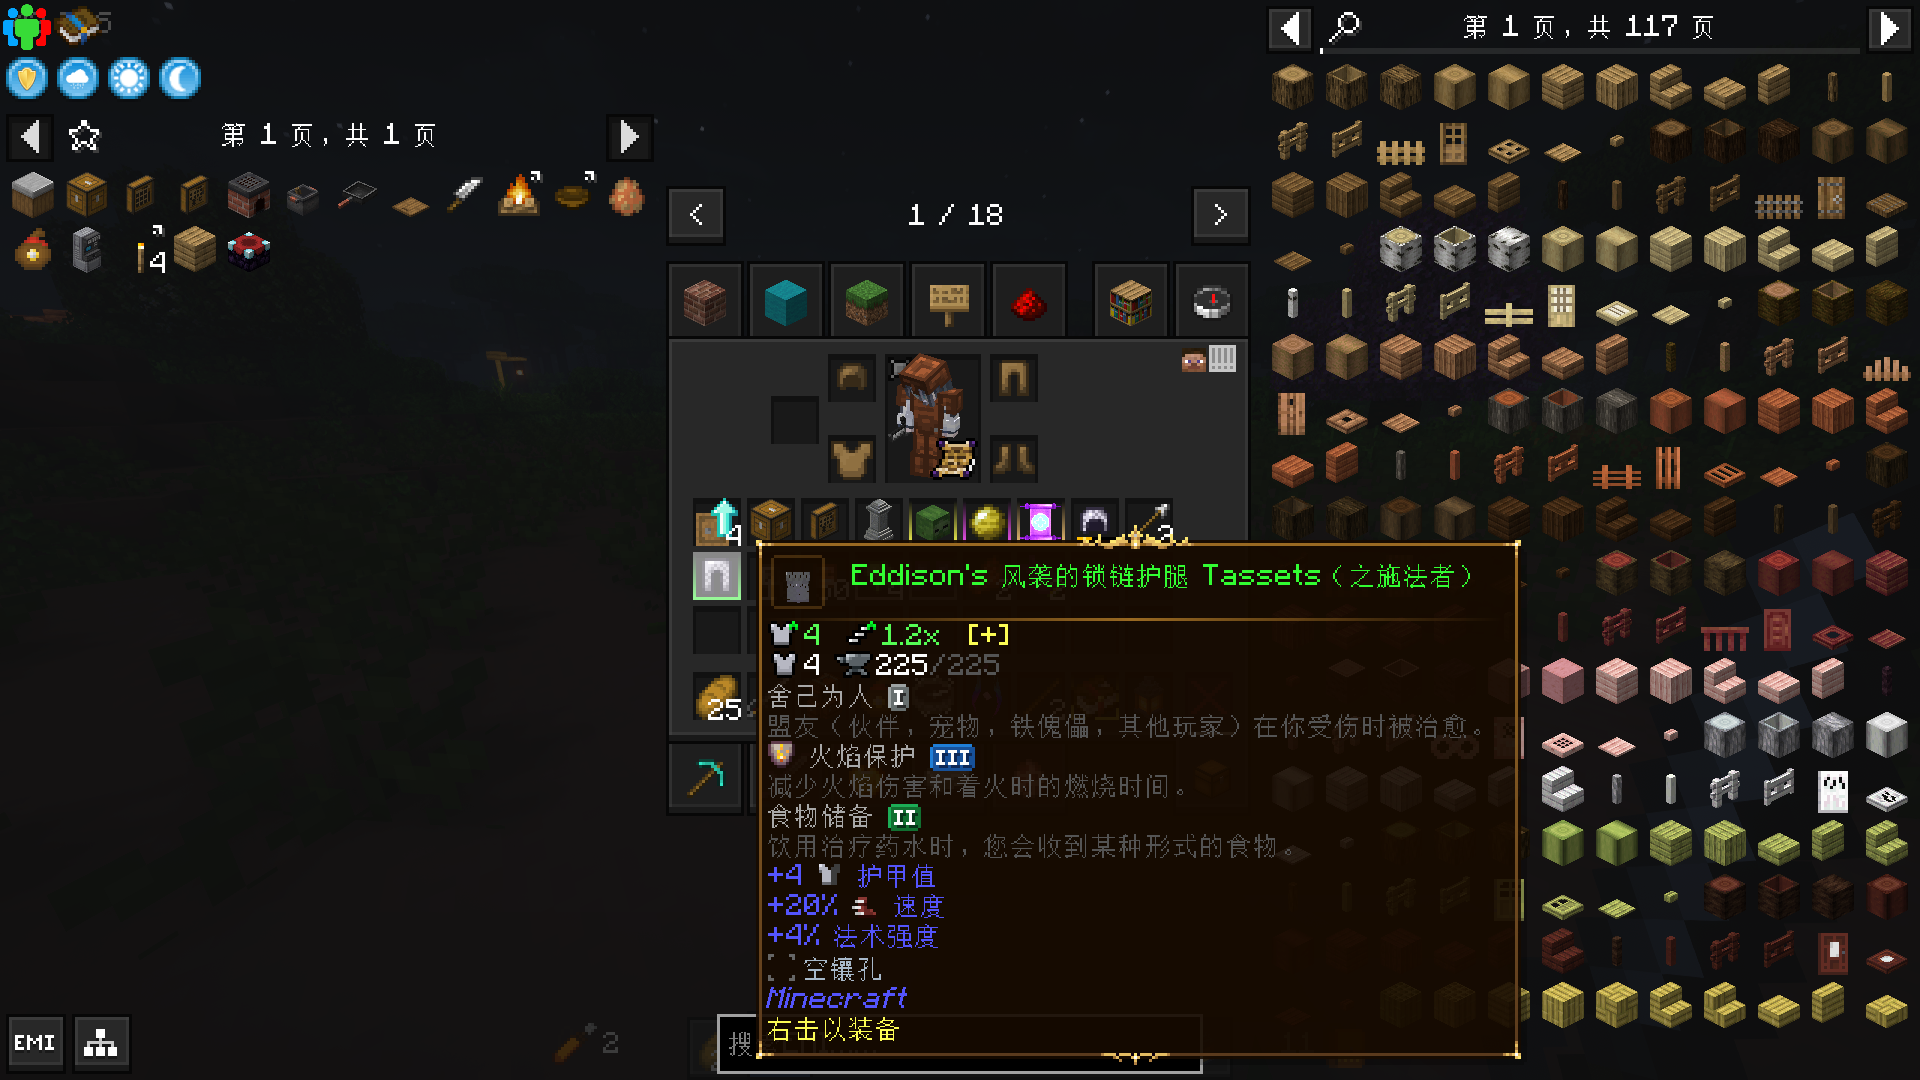 第 1 页，共 117 页
第 1 页，共 1 页
4
< 1 / 18 >
4
3
Eddison's 风袭的锁链护腿 Tassets（之施法者）
4 1.2x [+]
4 225/225
舍己为人 I
盟友（伙伴，宠物，铁傀儡，其他玩家）在你受伤时被治愈。
火焰保护 III
减少火焰伤害和着火时的燃烧时间。
食物储备 II
饮用治疗药水时，您会收到某种形式的食物。
+4 护甲值
+20% 速度
+4% 法术强度
空镶孔
Minecraft
右击以装备
25
搜
2
EMI